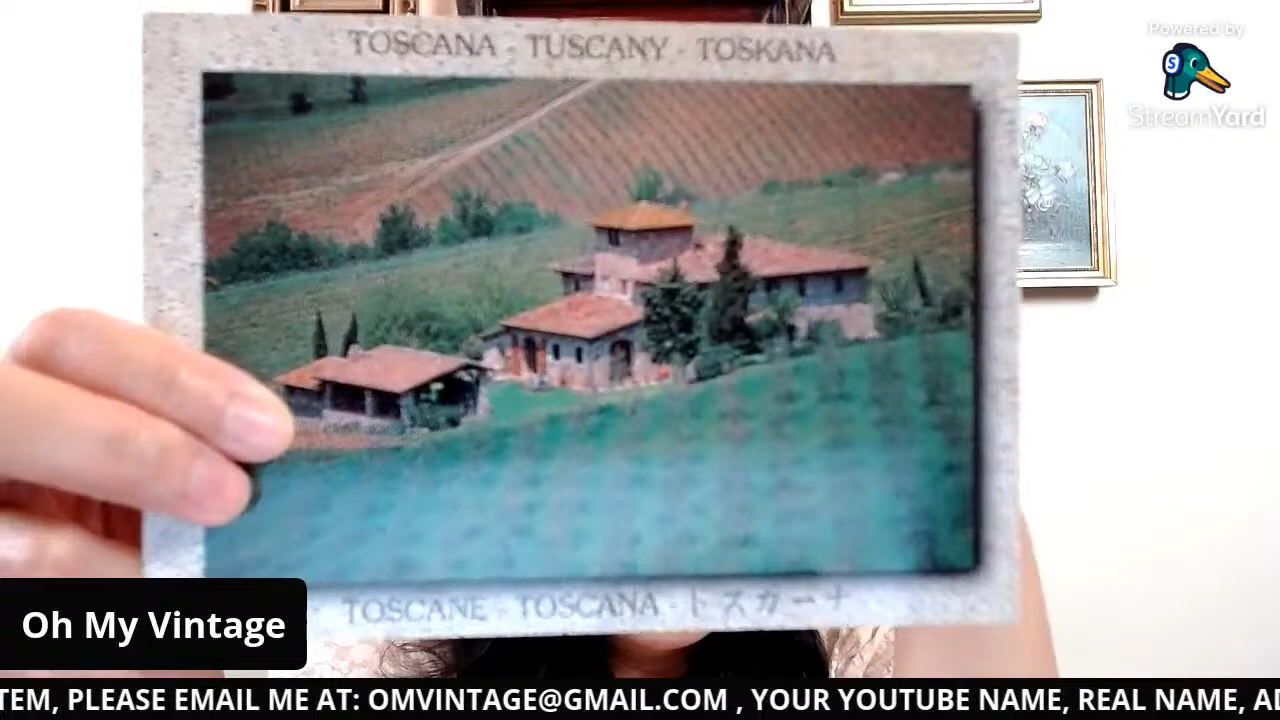 TOSCANA - TUSCANY - TOSKANA
Powered by
S
StreamYard
TOSCANE - TOSCANA - トスカーナ
Oh My Vintage
TEM, PLEASE EMAIL ME AT: OMVINTAGE@GMAIL.COM , YOUR YOUTUBE NAME, REAL NAME,